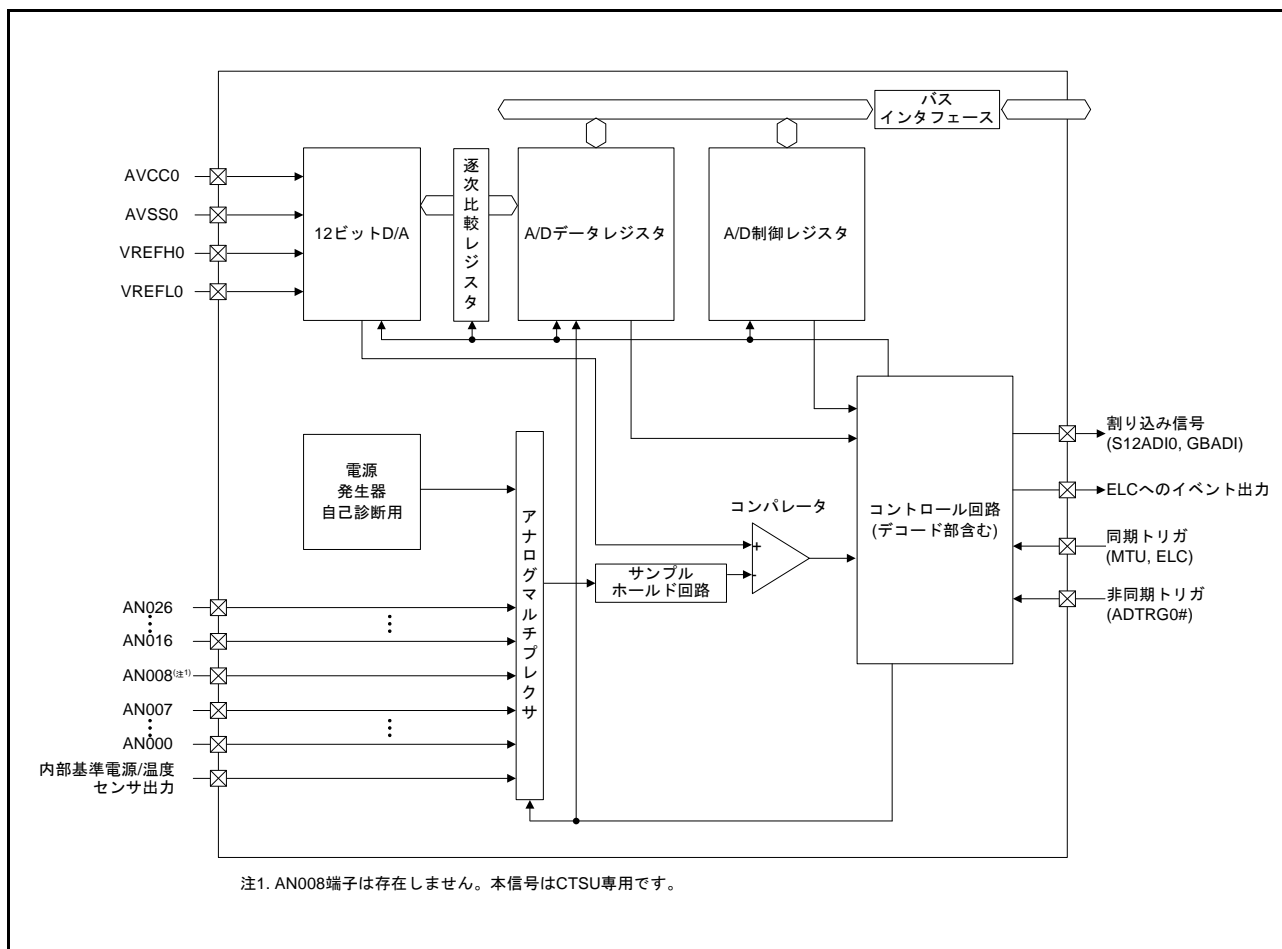 バス
インタフェース
AVCC0
AVSS0
VREFH0
VREFL0
12ビットD/A
逐次比較レジスタ
A/Dデータレジスタ
A/D制御レジスタ
電源
発生器
自己診断用
アナログマルチプレクサ
コンパレータ
+
-
サンプル
ホールド回路
コントロール回路
(デコード部含む)
割り込み信号
(S12ADI0, GBADI)
ELCへのイベント出力
同期トリガ
(MTU, ELC)
非同期トリガ
(ADTRG0#)
AN026
AN016
AN008(注1)
AN007
AN000
内部基準電源/温度
センサ出力
注1. AN008端子は存在しません。本信号はCTSU専用です。